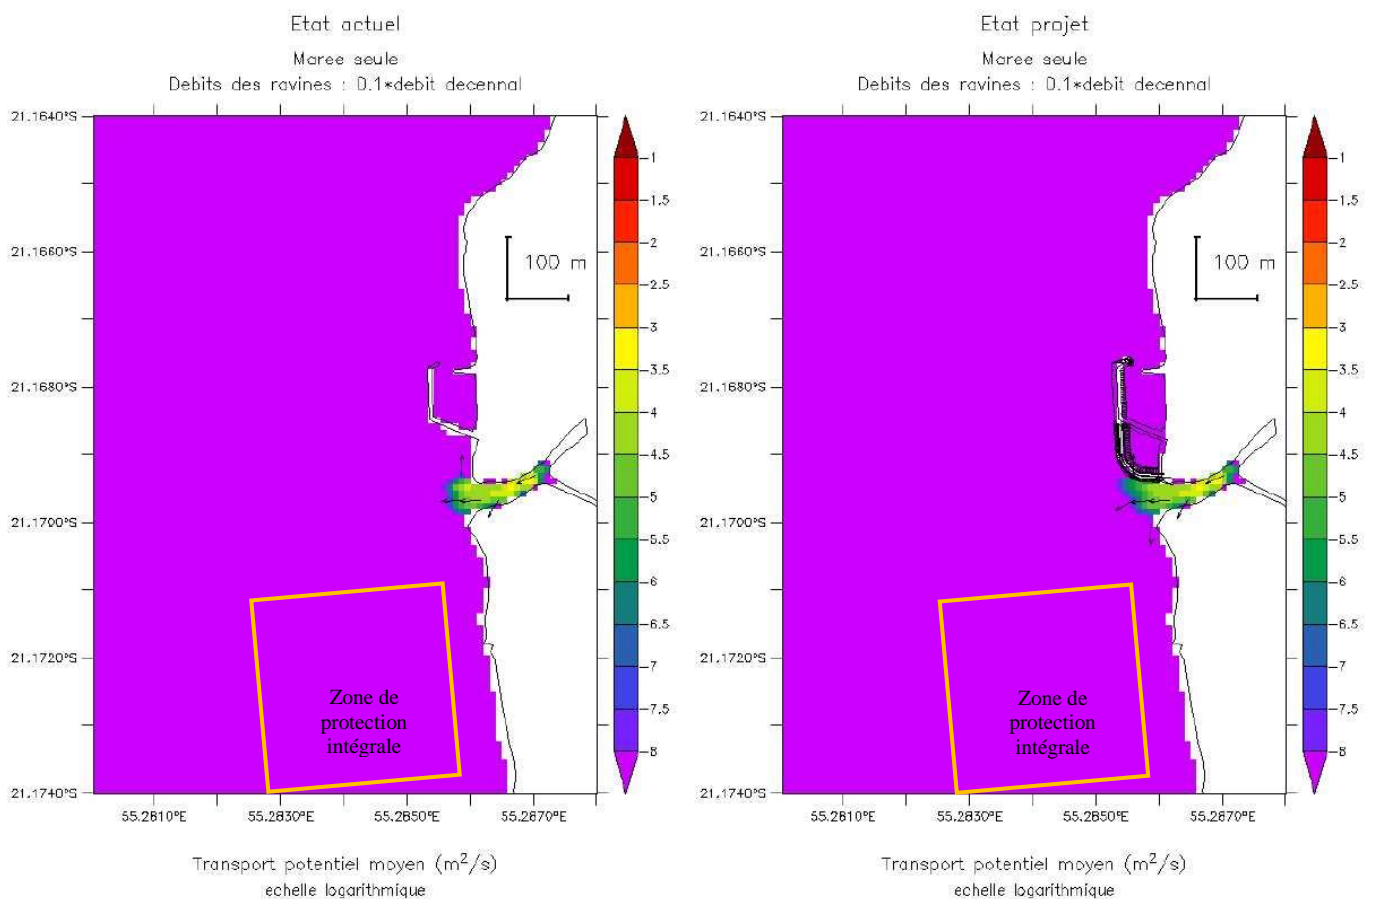 Etat actuel
Maree seule
Debits des ravines : 0.1*debit decennal
21.1640°S
21.1660°S
21.1680°S
21.1700°S
21.1720°S
21.1740°S
100 m
Zone de
protection
intégrale
55.2810°E
55.2830°E
55.2850°E
55.2870°E
-1
-1.5
-2
-2.5
-3
-3.5
-4
-4.5
-5
-5.5
-6
-6.5
-7
-7.5
-8
Transport potentiel moyen (m²/s)
echelle logarithmique
Etat projet
Maree seule
Debits des ravines : 0.1*debit decennal
21.1640°S
21.1660°S
21.1680°S
21.1700°S
21.1720°S
21.1740°S
100 m
Zone de
protection
intégrale
55.2810°E
55.2830°E
55.2850°E
55.2870°E
-1
-1.5
-2
-2.5
-3
-3.5
-4
-4.5
-5
-5.5
-6
-6.5
-7
-7.5
-8
Transport potentiel moyen (m²/s)
echelle logarithmique